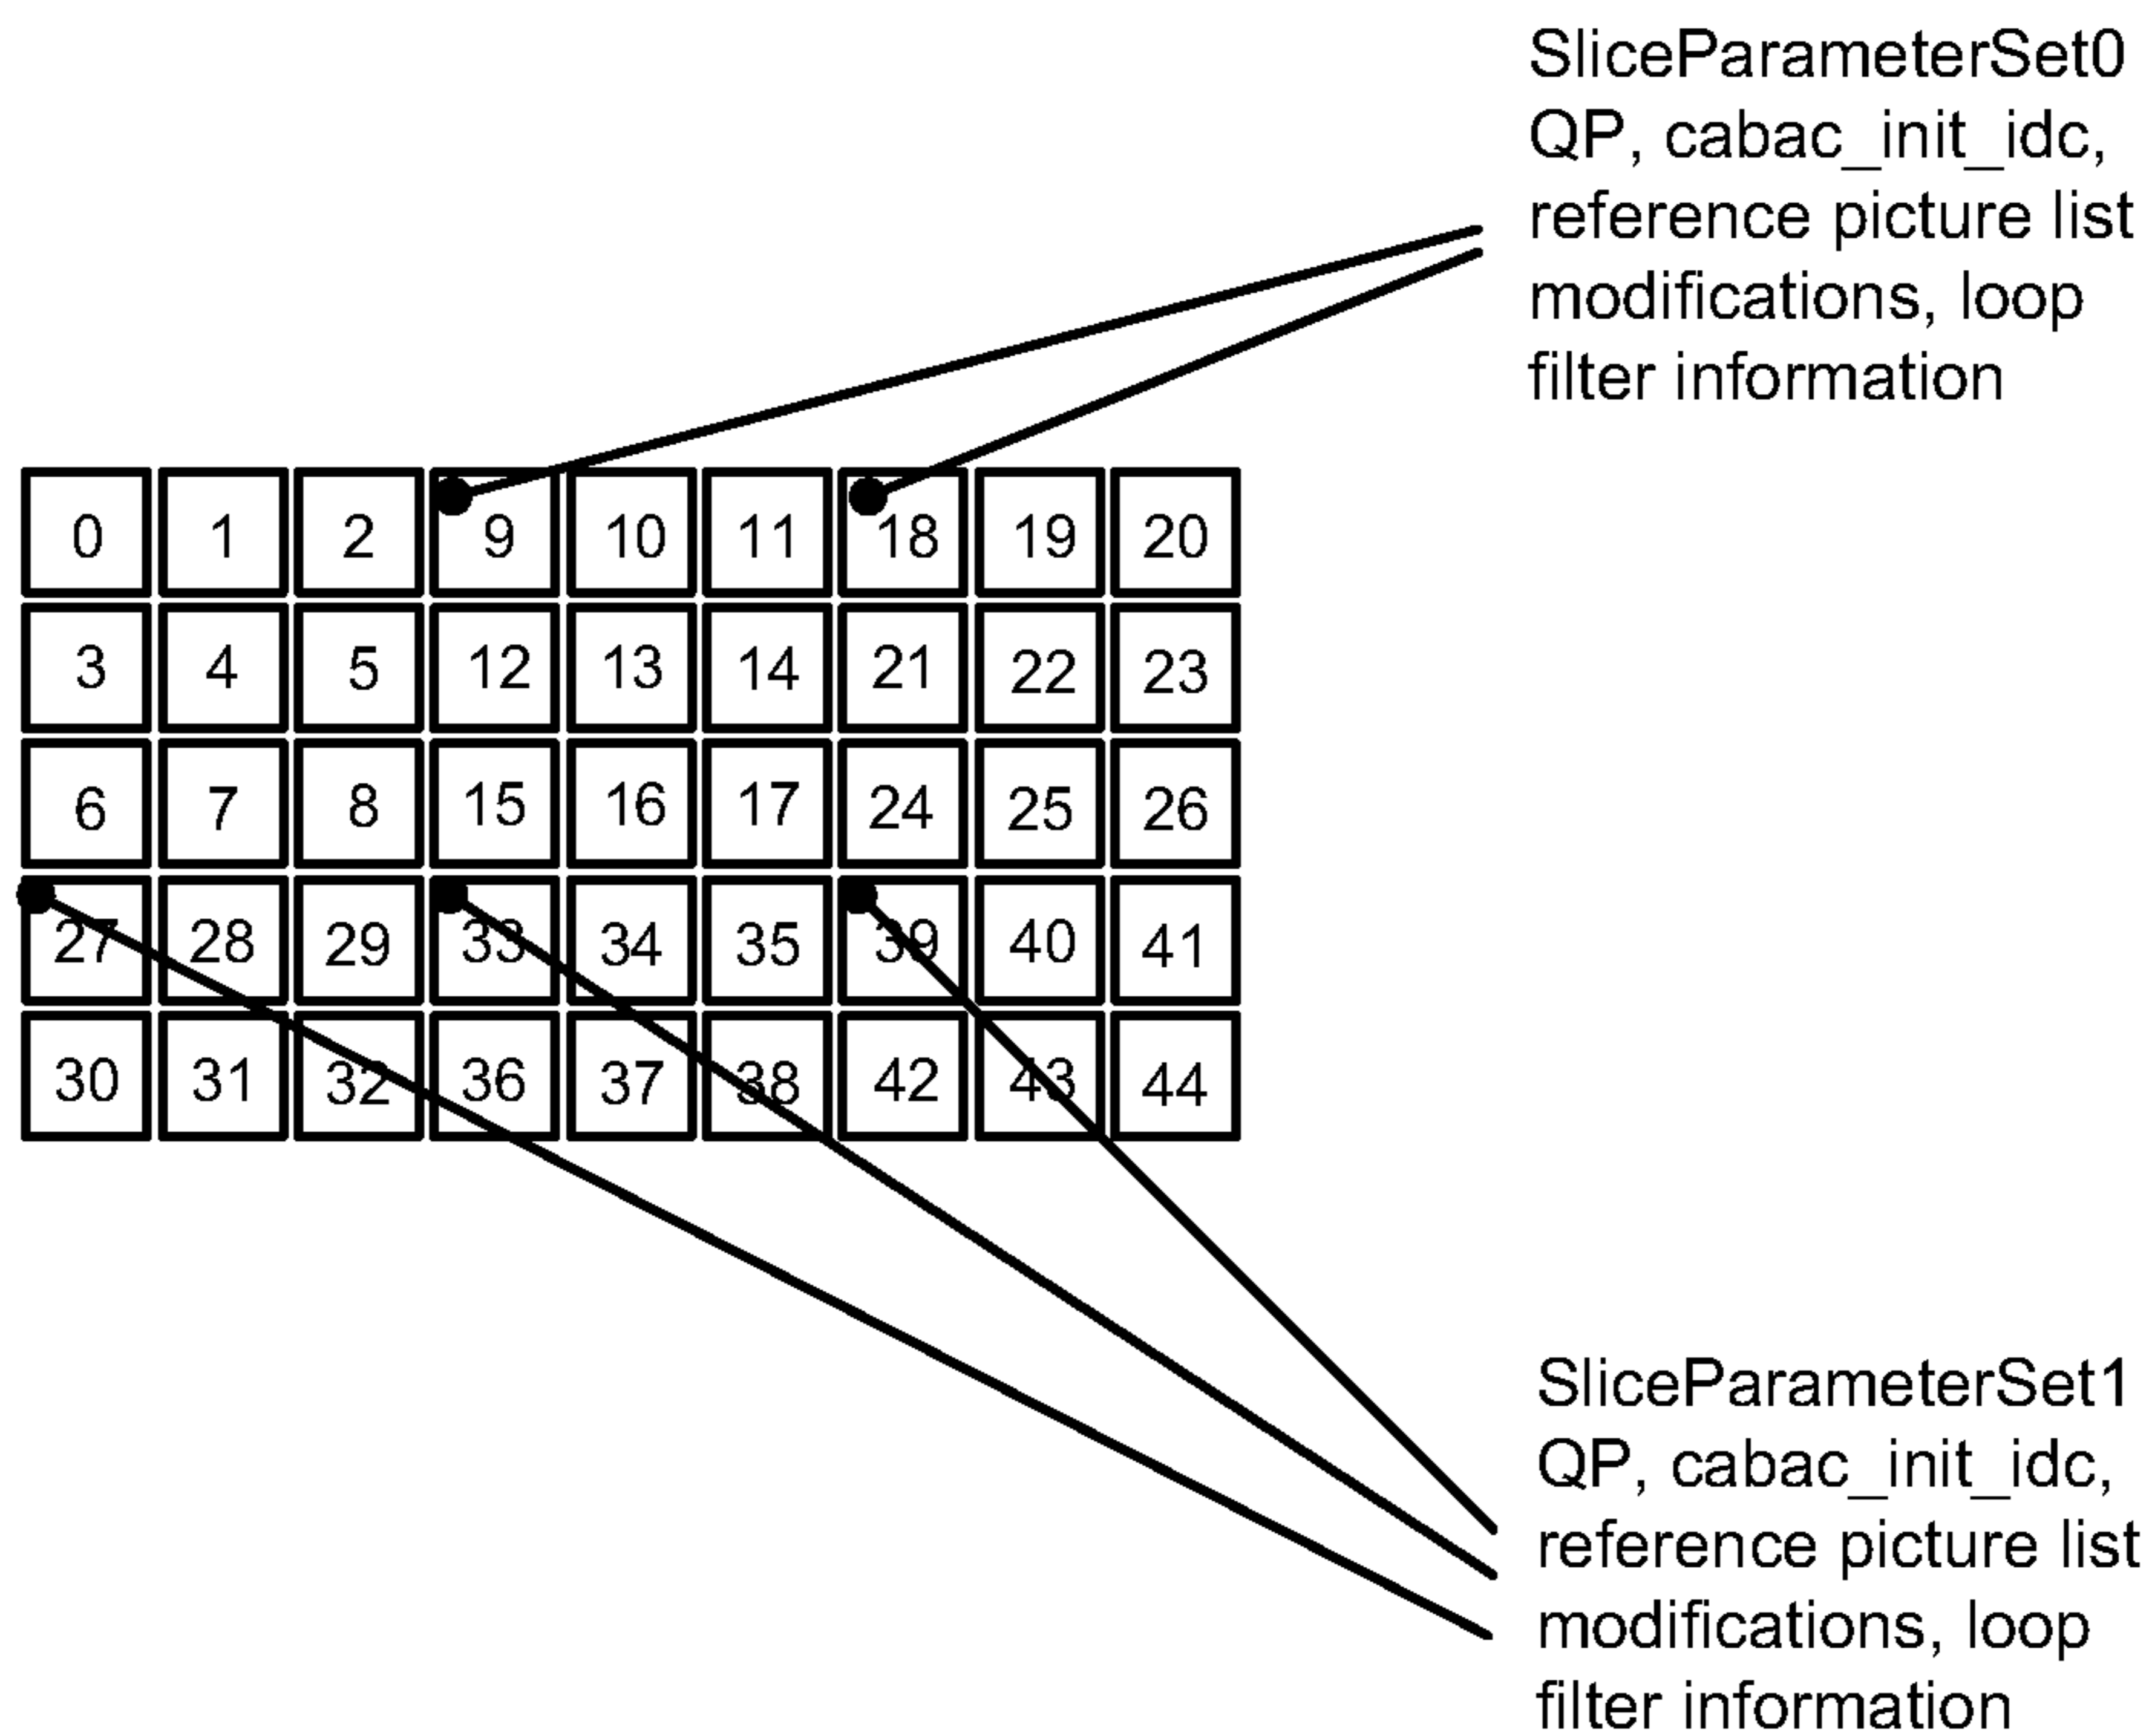 SliceParameterSet0
QP, cabac_init_idc,
reference picture list
modifications, loop
filter information
0 1 2 9 10 11 18 19 20
3 4 5 12 13 14 21 22 23
6 7 8 15 16 17 24 25 26
27 28 29 33 34 35 39 40 41
30 31 32 36 37 38 42 43 44
SliceParameterSet1
QP, cabac_init_idc,
reference picture list
modifications, loop
filter information